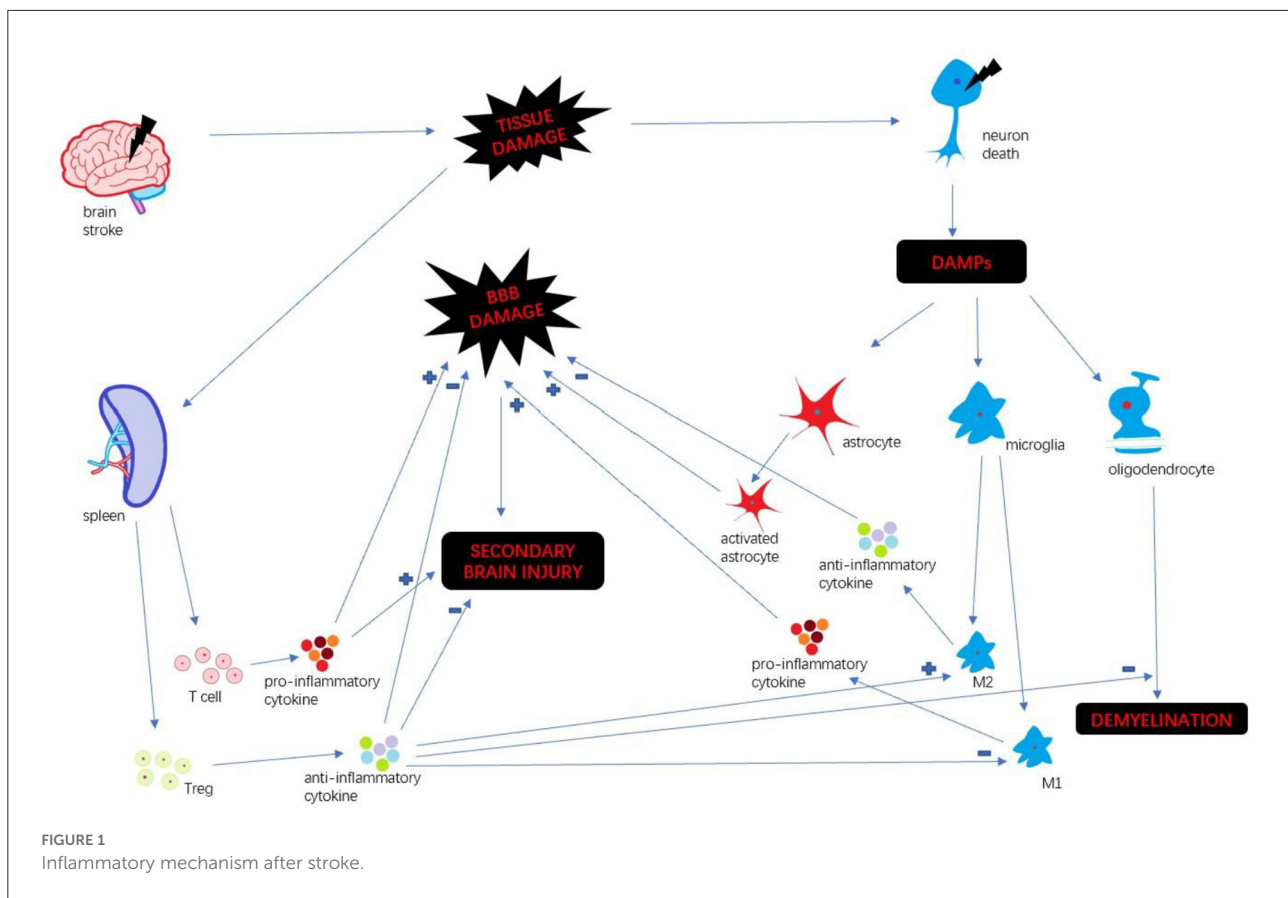 TISSUE
DAMAGE
neuron
death
brain
stroke
DAMPs
BBB
DAMAGE
+
-
+
+
-
astrocyte
microglia
oligodendrocyte
spleen
activated
astrocyte
anti-inflammatory
cytokine
SECONDARY
BRAIN INJURY
+
-
T cell
pro-inflammatory
cytokine
pro-inflammatory
cytokine
+
M2
-
DEMYELINATION
Treg
anti-inflammatory
cytokine
-
M1
FIGURE 1
Inflammatory mechanism after stroke.